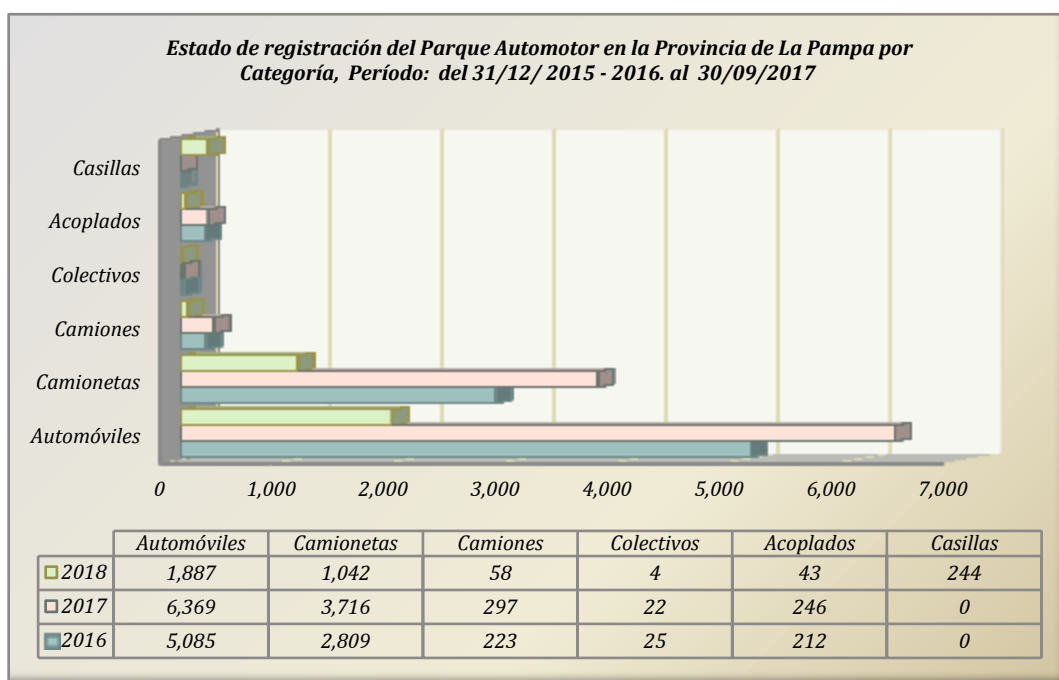 Estado de registración del Parque Automotor en la Provincia de La Pampa por
Categoría, Período: del 31/12/ 2015 - 2016. al 30/09/2017
Casillas
Acoplados
Colectivos
Camiones
Camionetas
Automóviles
0 1,000 2,000 3,000 4,000 5,000 6,000 7,000
Automóviles Camionetas Camiones Colectivos Acoplados Casillas
2018 1,887 1,042 58 4 43 244
2017 6,369 3,716 297 22 246 0
2016 5,085 2,809 223 25 212 0